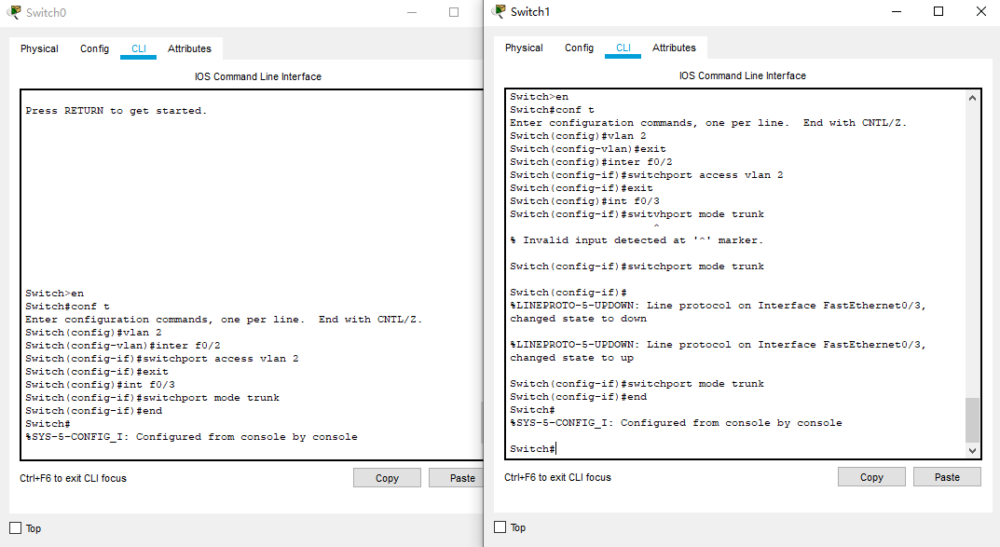 Switch0
Physical Config CLI Attributes
IOS Command Line Interface
Press RETURN to get started.
Switch>en
Switch#conf t
Enter configuration commands, one per line.  End with CNTL/Z.
Switch(config)#vlan 2
Switch(config-vlan)#inter f0/2
Switch(config-if)#switchport access vlan 2
Switch(config-if)#exit
Switch(config)#int f0/3
Switch(config-if)#switchport mode trunk
Switch(config-if)#end
Switch#
%SYS-5-CONFIG_I: Configured from console by console
Ctrl+F6 to exit CLI focus
Copy Paste
Top
Switch1
Physical Config CLI Attributes
IOS Command Line Interface
Switch>en
Switch#conf t
Enter configuration commands, one per line.  End with CNTL/Z.
Switch(config)#vlan 2
Switch(config-vlan)#exit
Switch(config)#inter f0/2
Switch(config-if)#switchport access vlan 2
Switch(config-if)#exit
Switch(config)#int f0/3
Switch(config-if)#switvhport mode trunk
^
% Invalid input detected at '^' marker.
Switch(config-if)#switchport mode trunk
Switch(config-if)#
%LINEPROTO-5-UPDOWN: Line protocol on Interface FastEthernet0/3,
changed state to down
%LINEPROTO-5-UPDOWN: Line protocol on Interface FastEthernet0/3,
changed state to up
Switch(config-if)#switchport mode trunk
Switch(config-if)#end
Switch#
%SYS-5-CONFIG_I: Configured from console by console
Switch#
Ctrl+F6 to exit CLI focus
Copy Paste
Top